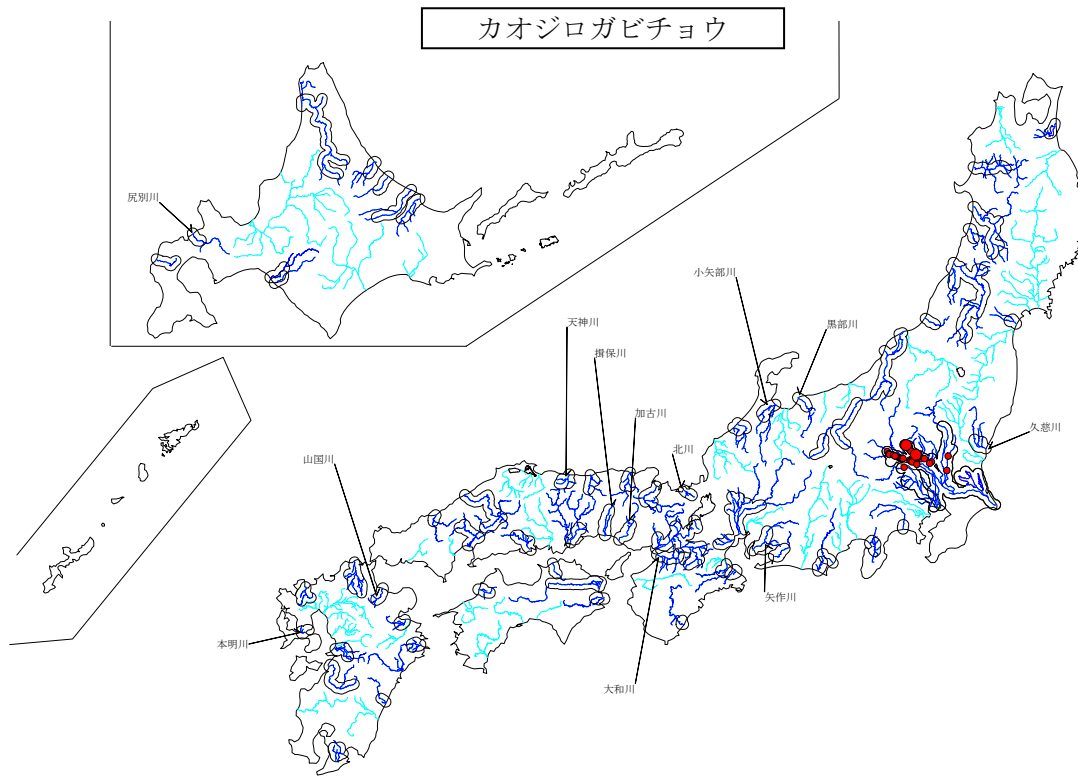 カオジロガビチョウ
尻別川
小矢部川
天神川
黒部川
揖保川
加古川
久慈川
北川
山国川
矢作川
本明川
大和川